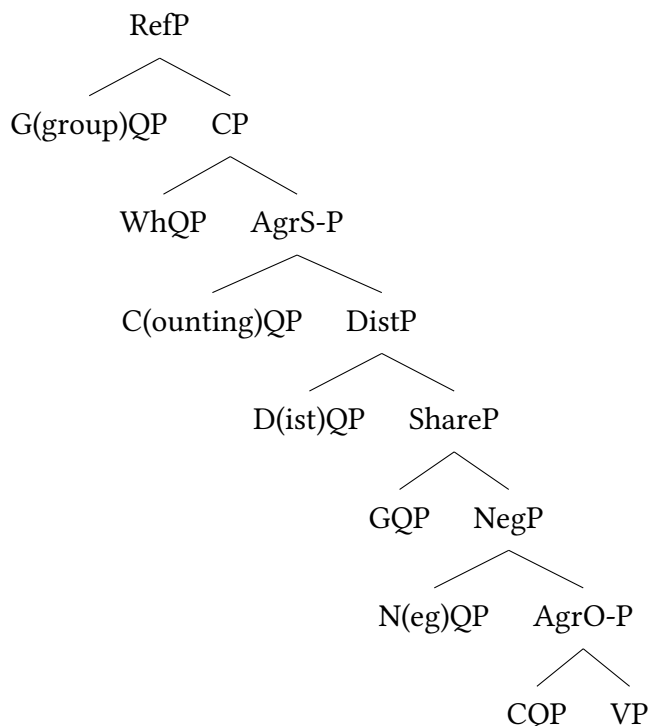 RefP
G(group)QP CP
WhQP AgrS-P
C(ounting)QP DistP
D(ist)QP ShareP
GQP NegP
N(eg)QP AgrO-P
CQP VP